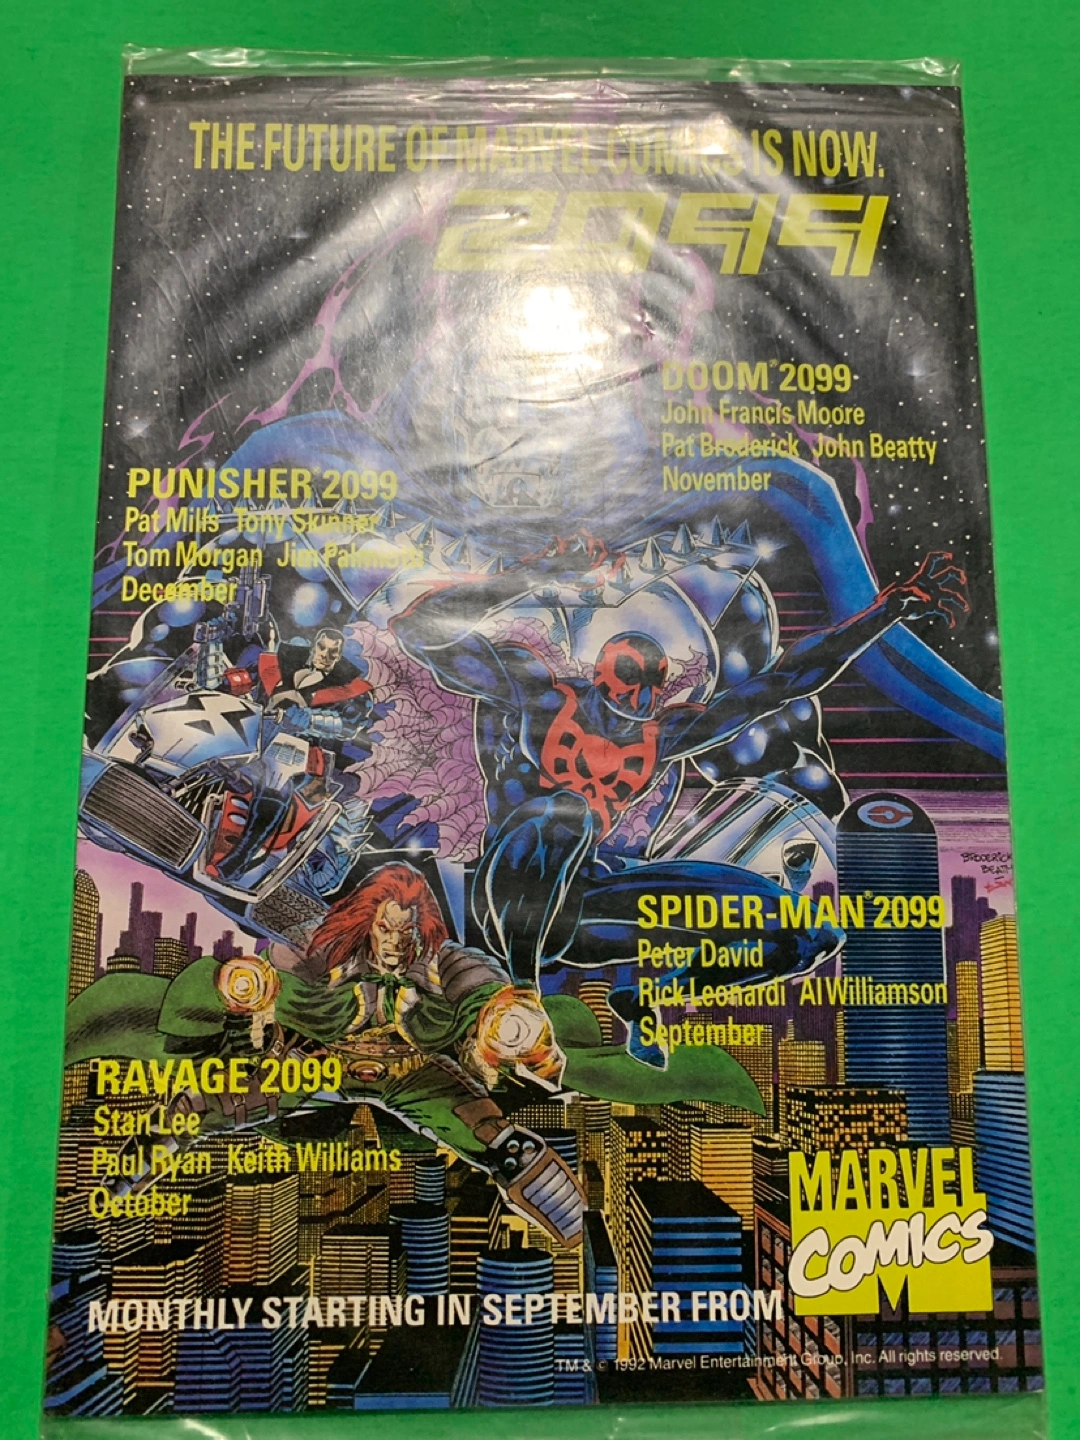 THE FUTURE OF MARVEL COMICS IS NOW.
2099
DOOM® 2099
John Francis Moore
Pat Broderick John Beatty
November
PUNISHER® 2099
Pat Mills Tony Skinner
Tom Morgan Jim Palmiotti
December
SPIDER-MAN® 2099
Peter David
Rick Leonardi Al Williamson
September
RAVAGE® 2099
Stan Lee
Paul Ryan Keith Williams
October
BRODERICK
BEATTY
MARVEL
COMICS
MONTHLY STARTING IN SEPTEMBER FROM
TM & © 1992 Marvel Entertainment Group, Inc. All rights reserved.